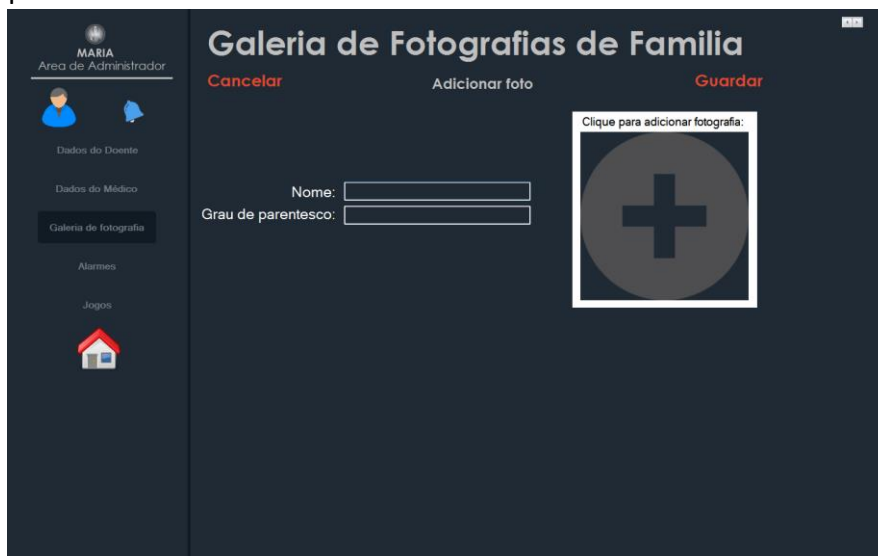 MARIA
Area de Administrador
Dados do Doente
Dados do Médico
Galeria de fotografia
Alarmes
Jogos
Galeria de Fotografias de Familia
Cancelar
Adicionar foto
Guardar
Clique para adicionar fotografia:
Nome:
Grau de parentesco: